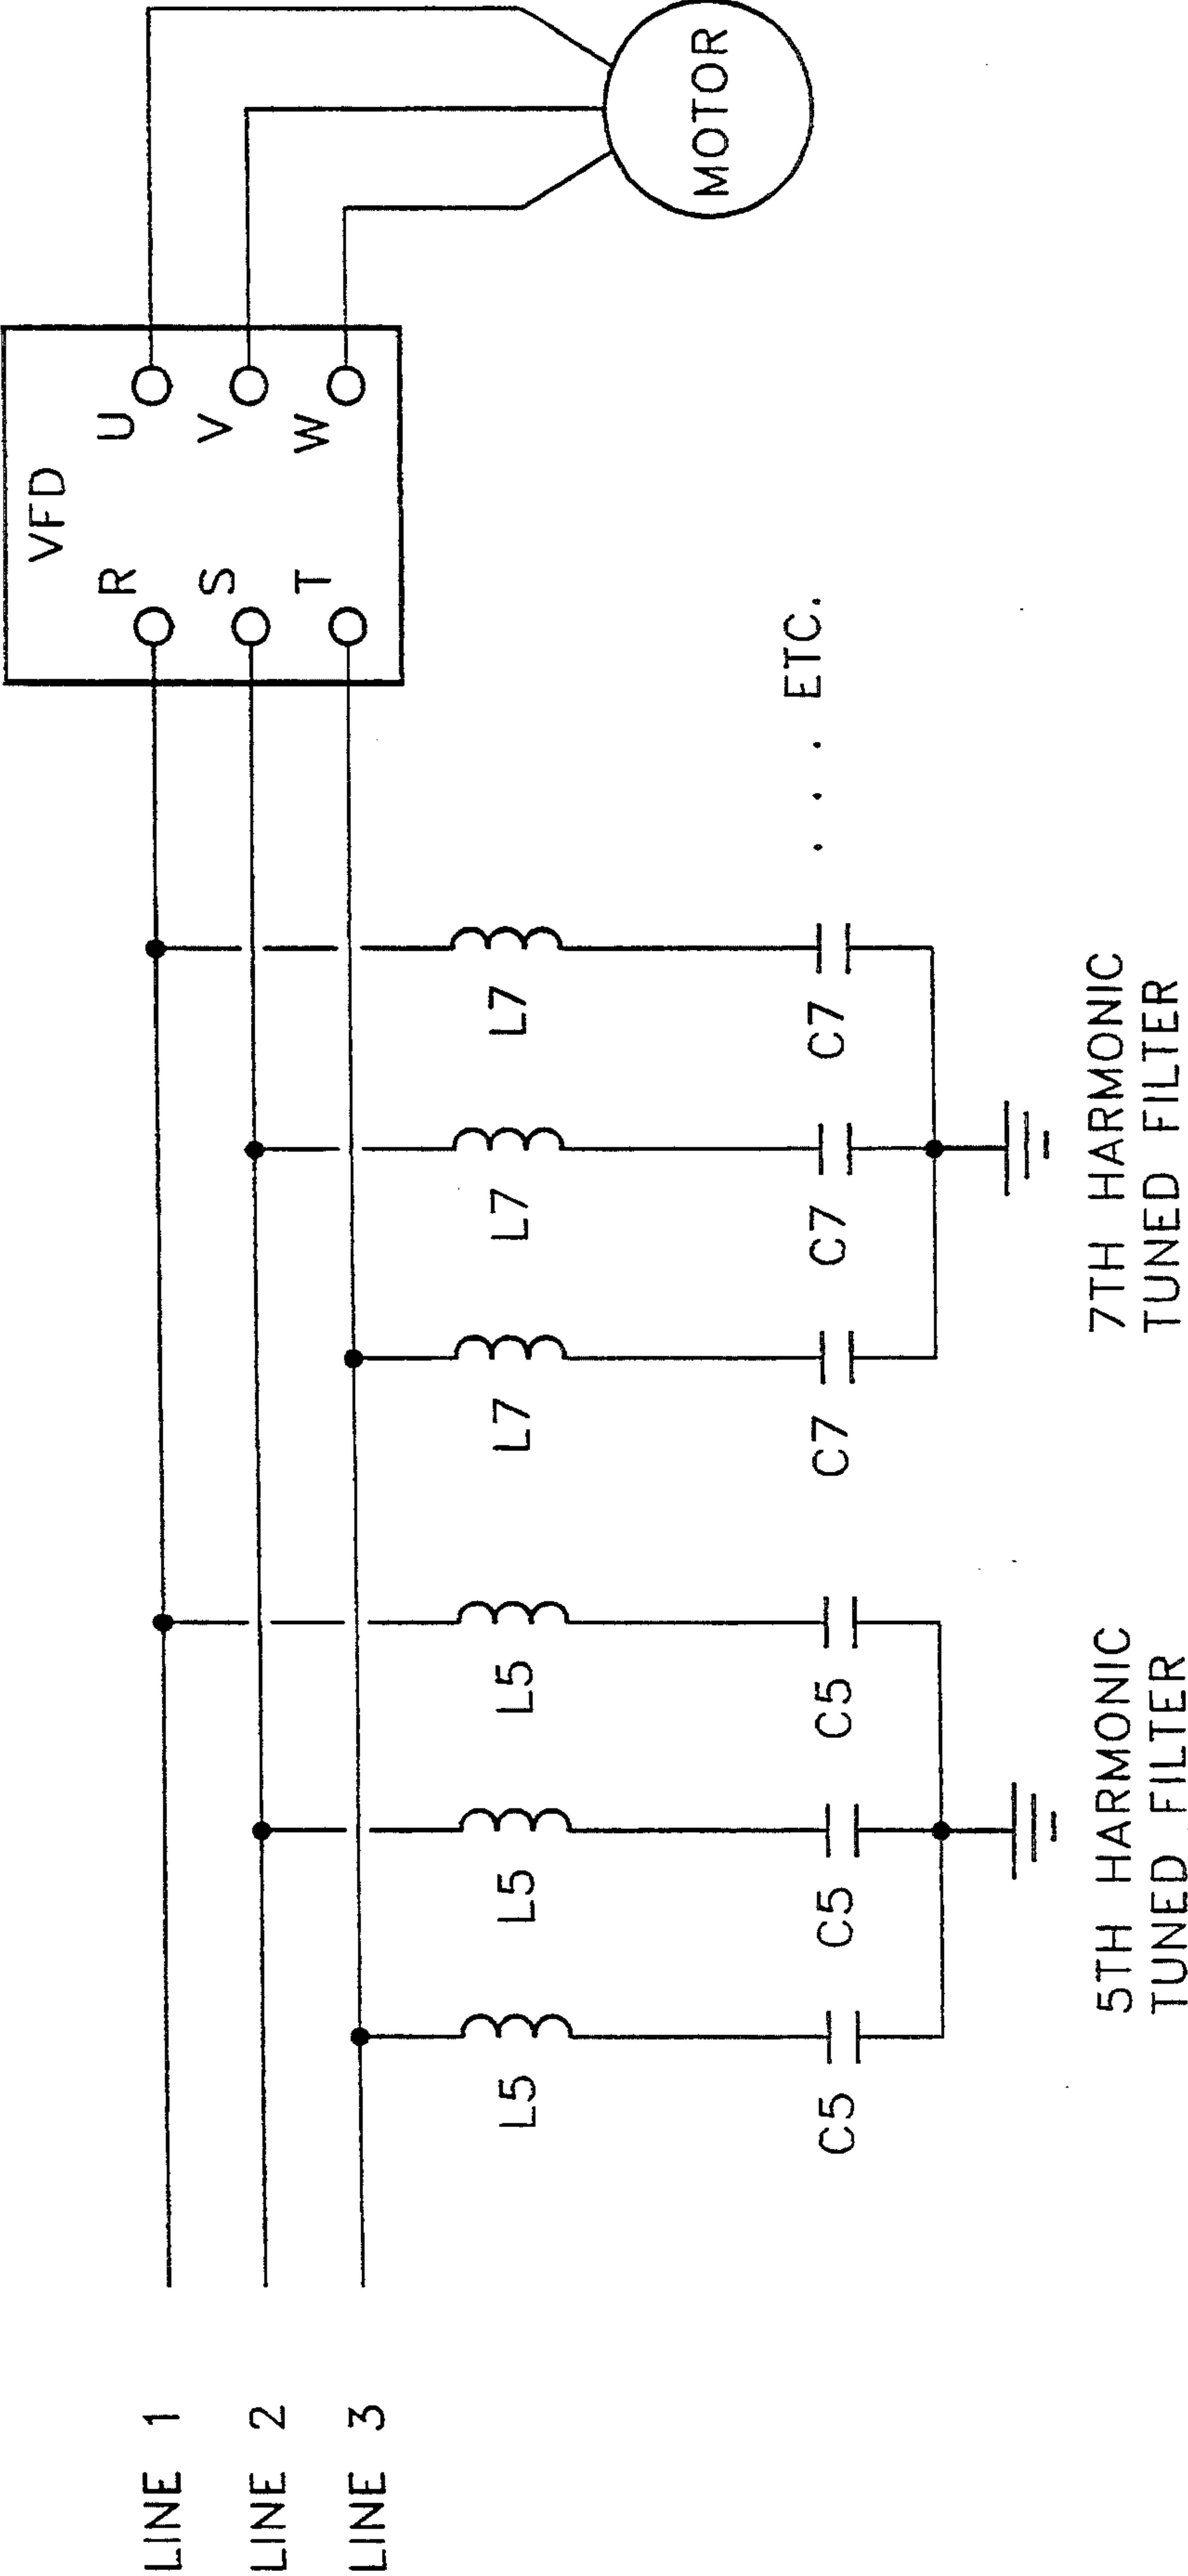 LINE 1
LINE 2
LINE 3
VFD
R
U
S
V
T
W
MOTOR
L5
L5
L5
L7
L7
L7
C5
C5
C5
C7
C7
C7
. . . ETC.
5TH HARMONIC
TUNED FILTER
7TH HARMONIC
TUNED FILTER